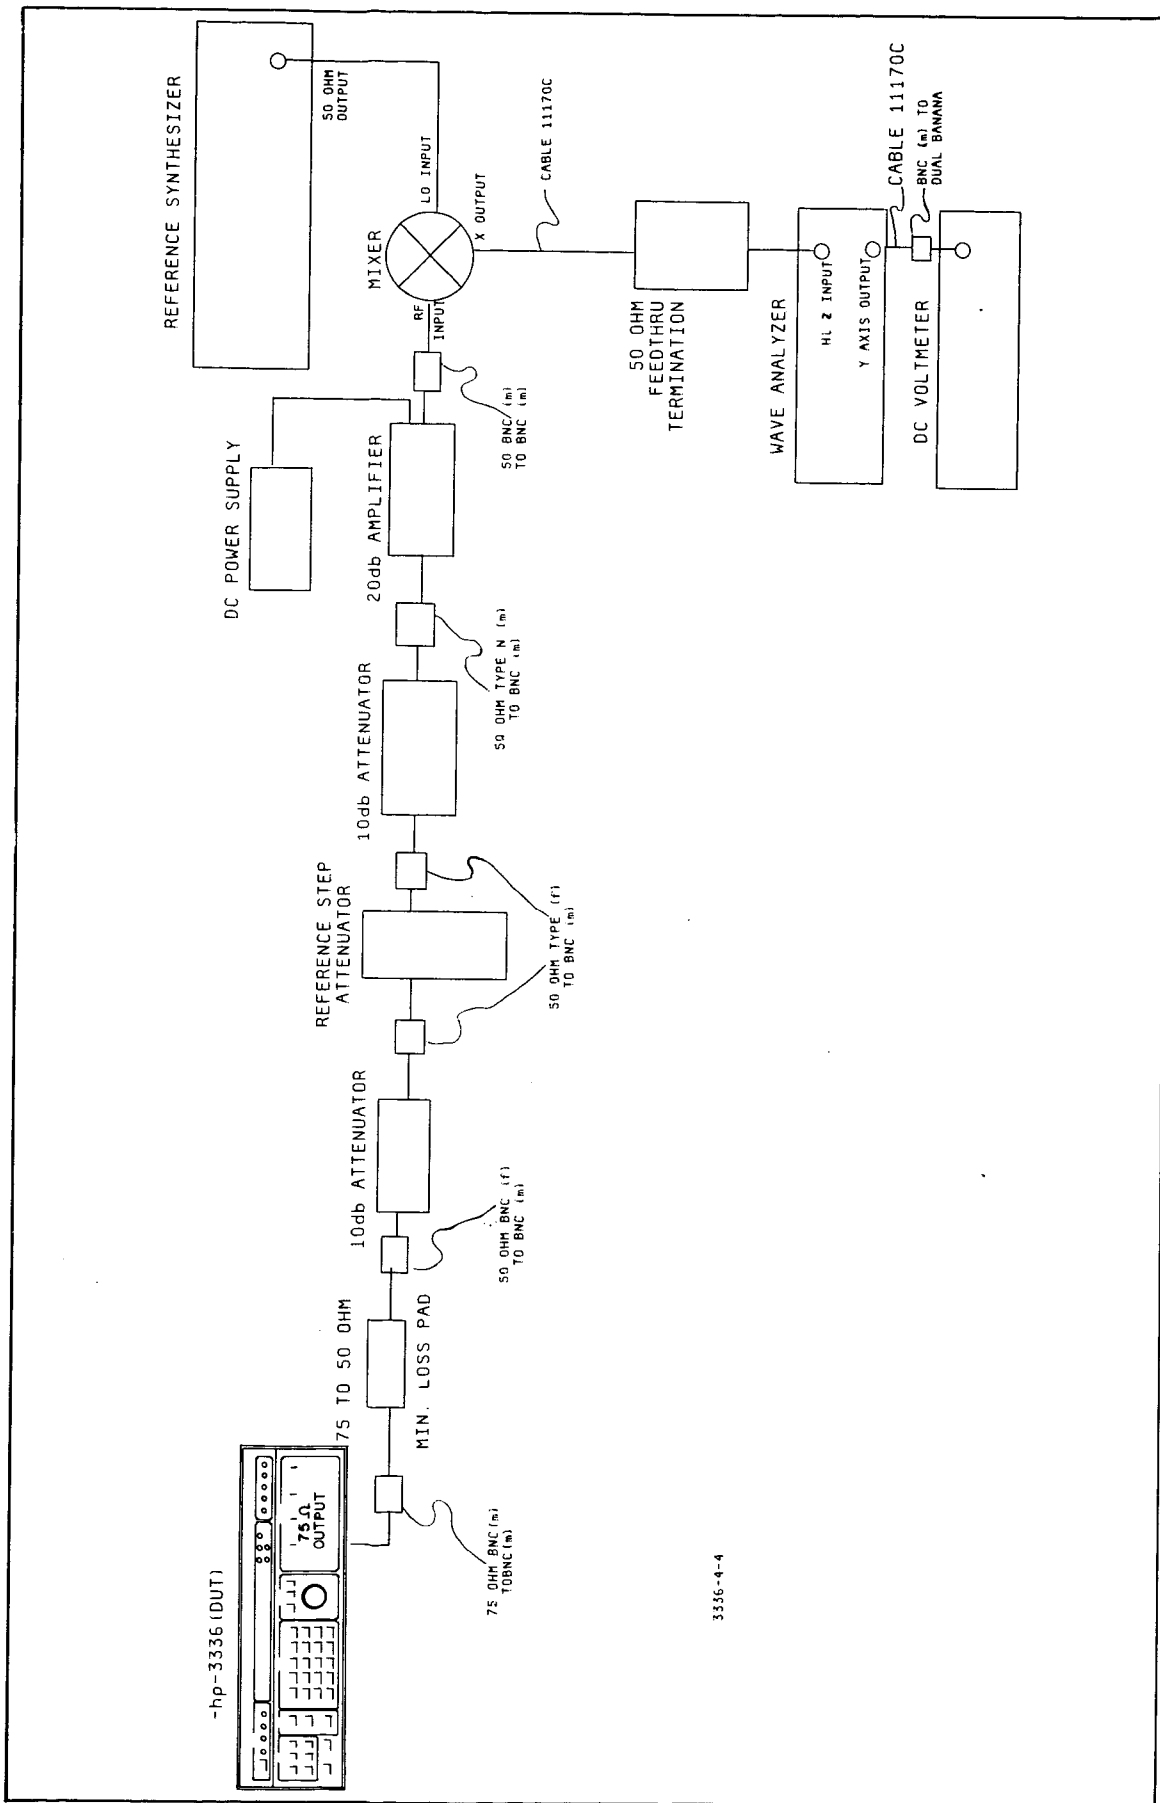 -hp-3336(DUT)
75Ω
OUTPUT
75 OHM BNC(m)
TOBNC(m)
75 TO 50 OHM
MIN. LOSS PAD
50 OHM BNC (f)
TO BNC (m)
10db ATTENUATOR
REFERENCE STEP
ATTENUATOR
50 OHM TYPE (f)
TO BNC (m)
10db ATTENUATOR
50 OHM TYPE N (m)
TO BNC (m)
20db AMPLIFIER
DC POWER SUPPLY
50 BNC (m)
TO BNC (m)
RF
INPUT
MIXER
LO INPUT
X OUTPUT
REFERENCE SYNTHESIZER
50 OHM
OUTPUT
CABLE 11170C
50 OHM
FEEDTHRU
TERMINATION
WAVE ANALYZER
HI Z INPUT
Y AXIS OUTPUT
CABLE 11170C
BNC (m) TO
DUAL BANANA
DC VOLTMETER
3336-4-4